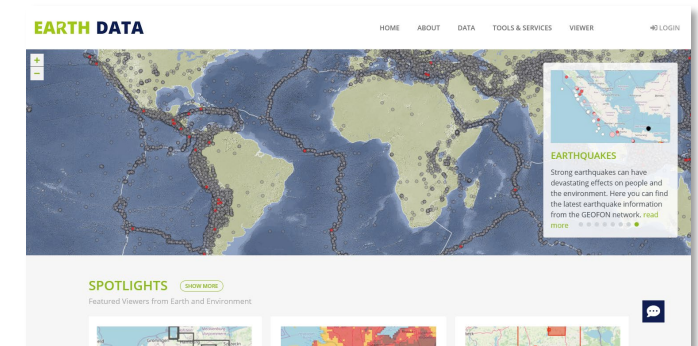 EARTH DATA
HOME ABOUT DATA TOOLS & SERVICES VIEWER LOGIN
+
−
EARTHQUAKES
Strong earthquakes can have
devastating effects on people and
the environment. Here you can find
the latest earthquake information
from the GEOFON network. read
more
SPOTLIGHTS SHOW MORE
Featured Viewers from Earth and Environment